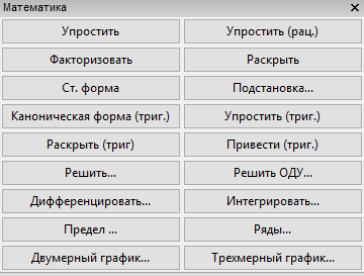 Математика
Упростить Упростить (рац.)
Факторизовать Раскрыть
Ст. форма Подстановка...
Каноническая форма (триг.) Упростить (триг.)
Раскрыть (триг) Привести (триг.)
Решить... Решить ОДУ...
Дифференцировать... Интегрировать...
Предел ... Ряды...
Двумерный график... Трехмерный график...